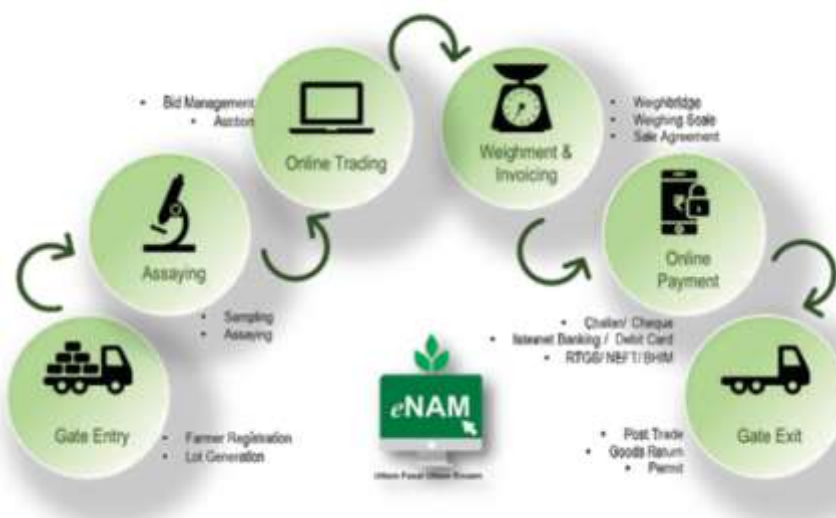 Gate Entry
• Farmer Registration
• Lot Generation
Assaying
• Sampling
• Assaying
Online Trading
• Bid Management
• Auction
Weighment &
Invoicing
• Weighbridge
• Weighing Scale
• Sale Agreement
Online
Payment
• Challan/ Cheque
• Internet Banking / Debit Card
• RTGS/ NEFT/ BHIM
Gate Exit
• Post Trade
• Goods Return
• Permit
₹
eNAM